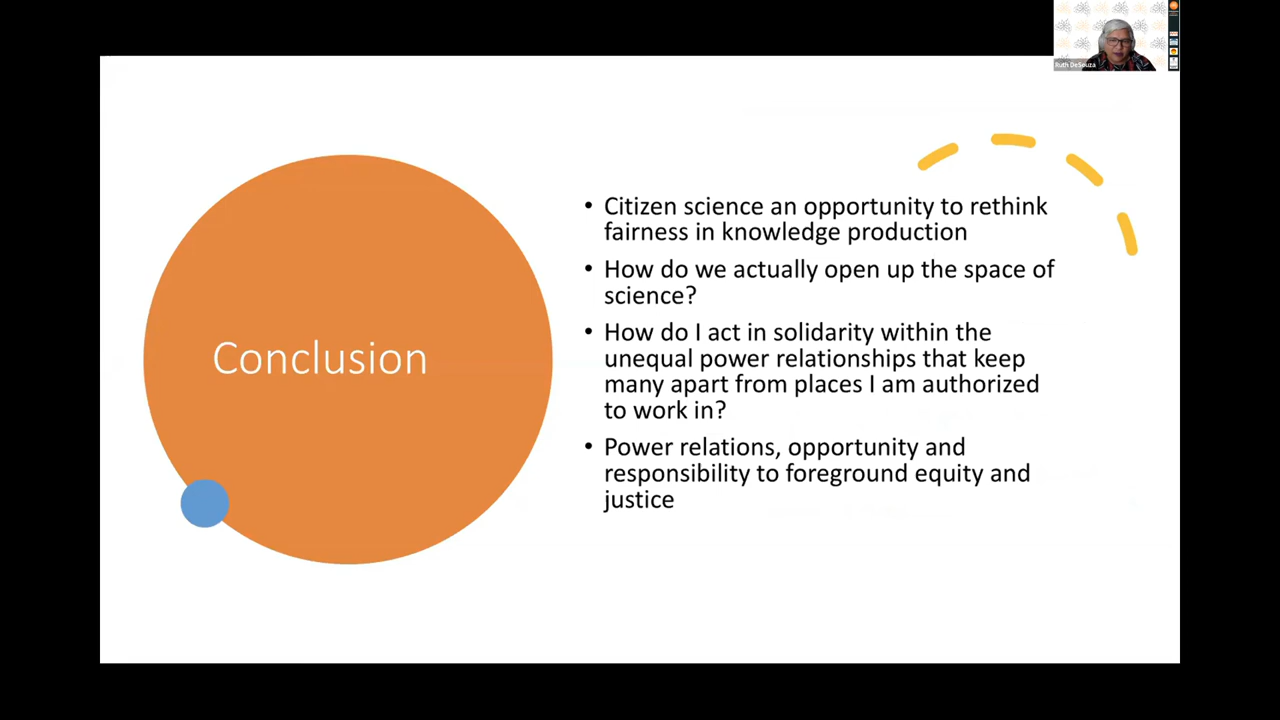 Ruth DeSouza
Conclusion
• Citizen science an opportunity to rethink
fairness in knowledge production
• How do we actually open up the space of
science?
• How do I act in solidarity within the
unequal power relationships that keep
many apart from places I am authorized
to work in?
• Power relations, opportunity and
responsibility to foreground equity and
justice